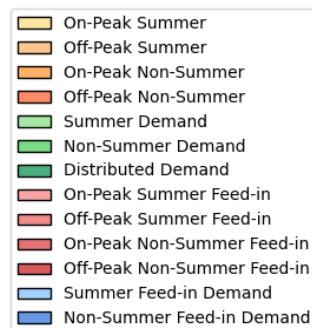 On-Peak Summer
Off-Peak Summer
On-Peak Non-Summer
Off-Peak Non-Summer
Summer Demand
Non-Summer Demand
Distributed Demand
On-Peak Summer Feed-in
Off-Peak Summer Feed-in
On-Peak Non-Summer Feed-in
Off-Peak Non-Summer Feed-in
Summer Feed-in Demand
Non-Summer Feed-in Demand